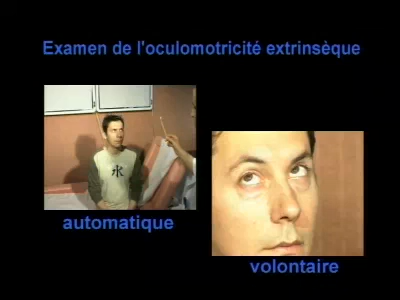 Examen de l'oculomotricité extrinsèque
水
automatique
volontaire